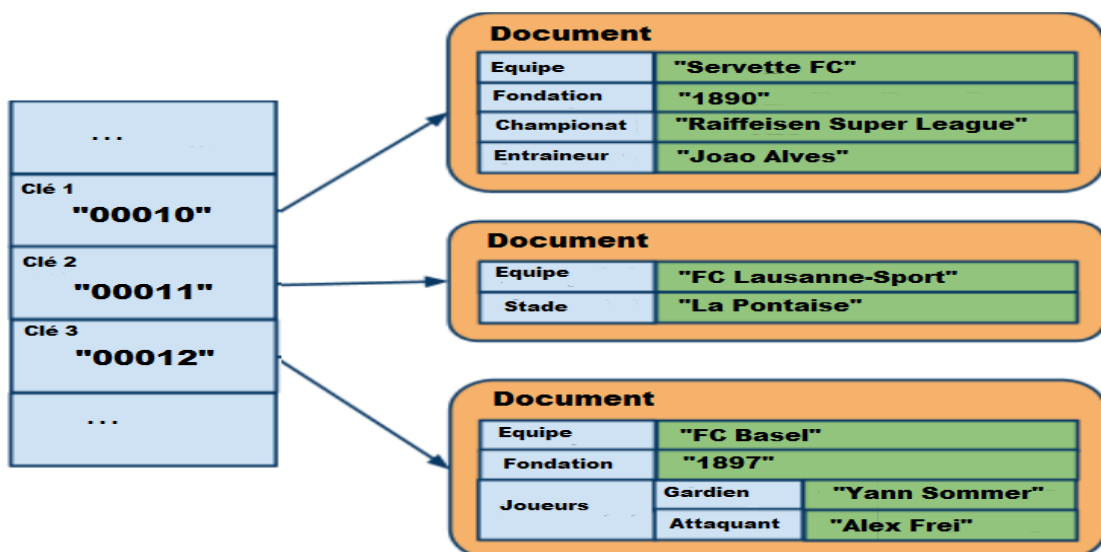 ...
Clé 1
"00010"
Clé 2
"00011"
Clé 3
"00012"
...
Document
Equipe "Servette FC"
Fondation "1890"
Championat "Raiffeisen Super League"
Entraineur "Joao Alves"
Document
Equipe "FC Lausanne-Sport"
Stade "La Pontaise"
Document
Equipe "FC Basel"
Fondation "1897"
Joueurs Gardien "Yann Sommer"
Attaquant "Alex Frei"